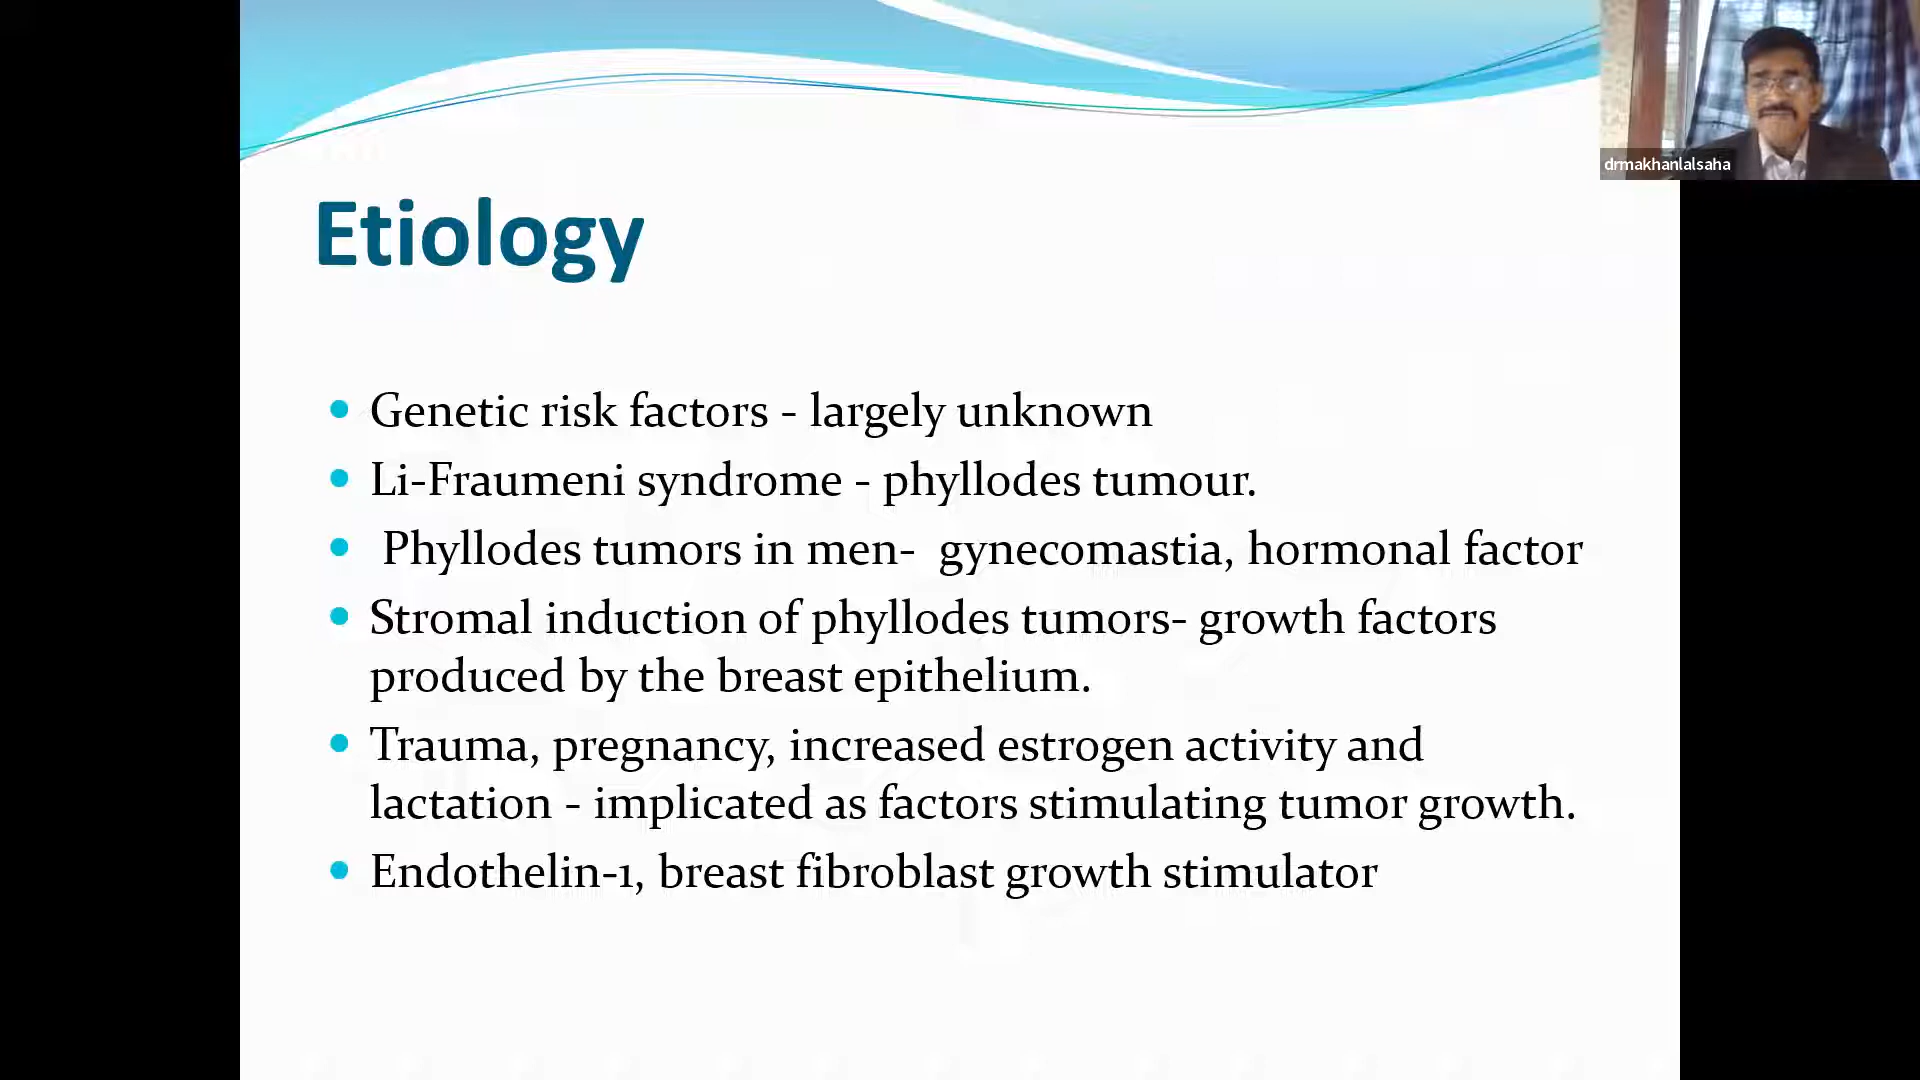 drmakhanlalsaha
Etiology
Genetic risk factors - largely unknown
Li-Fraumeni syndrome - phyllodes tumour.
Phyllodes tumors in men- gynecomastia, hormonal factor
Stromal induction of phyllodes tumors- growth factors
produced by the breast epithelium.
Trauma, pregnancy, increased estrogen activity and
lactation - implicated as factors stimulating tumor growth.
Endothelin-1, breast fibroblast growth stimulator